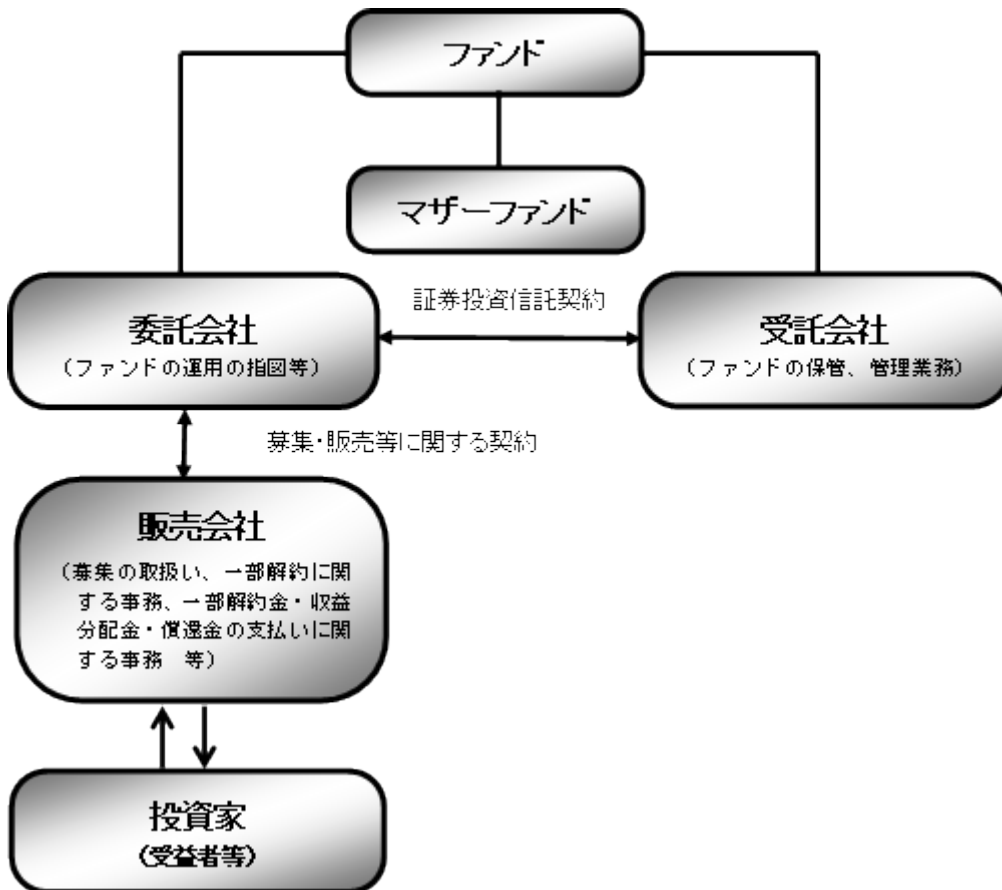 ファンド
マザーファンド
証券投資信託契約
委託会社
（ファンドの運用の指図等）
受託会社
（ファンドの保管、管理業務）
募集・販売等に関する契約
販売会社
（募集の取扱い、一部解約に関
する事務、一部解約金・収益
分配金・償還金の支払いに関
する事務　等）
投資家
（受益者等）